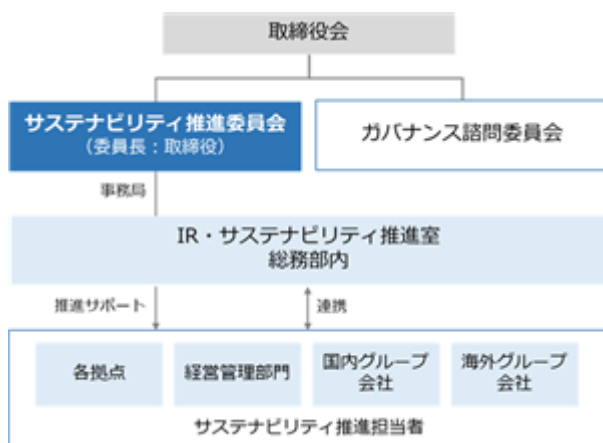 取締役会
サステナビリティ推進委員会
(委員長:取締役)
ガバナンス諮問委員会
事務局
IR・サステナビリティ推進室
総務部内
推進サポート
連携
各拠点
経営管理部門
国内グループ
会社
海外グループ
会社
サステナビリティ推進担当者